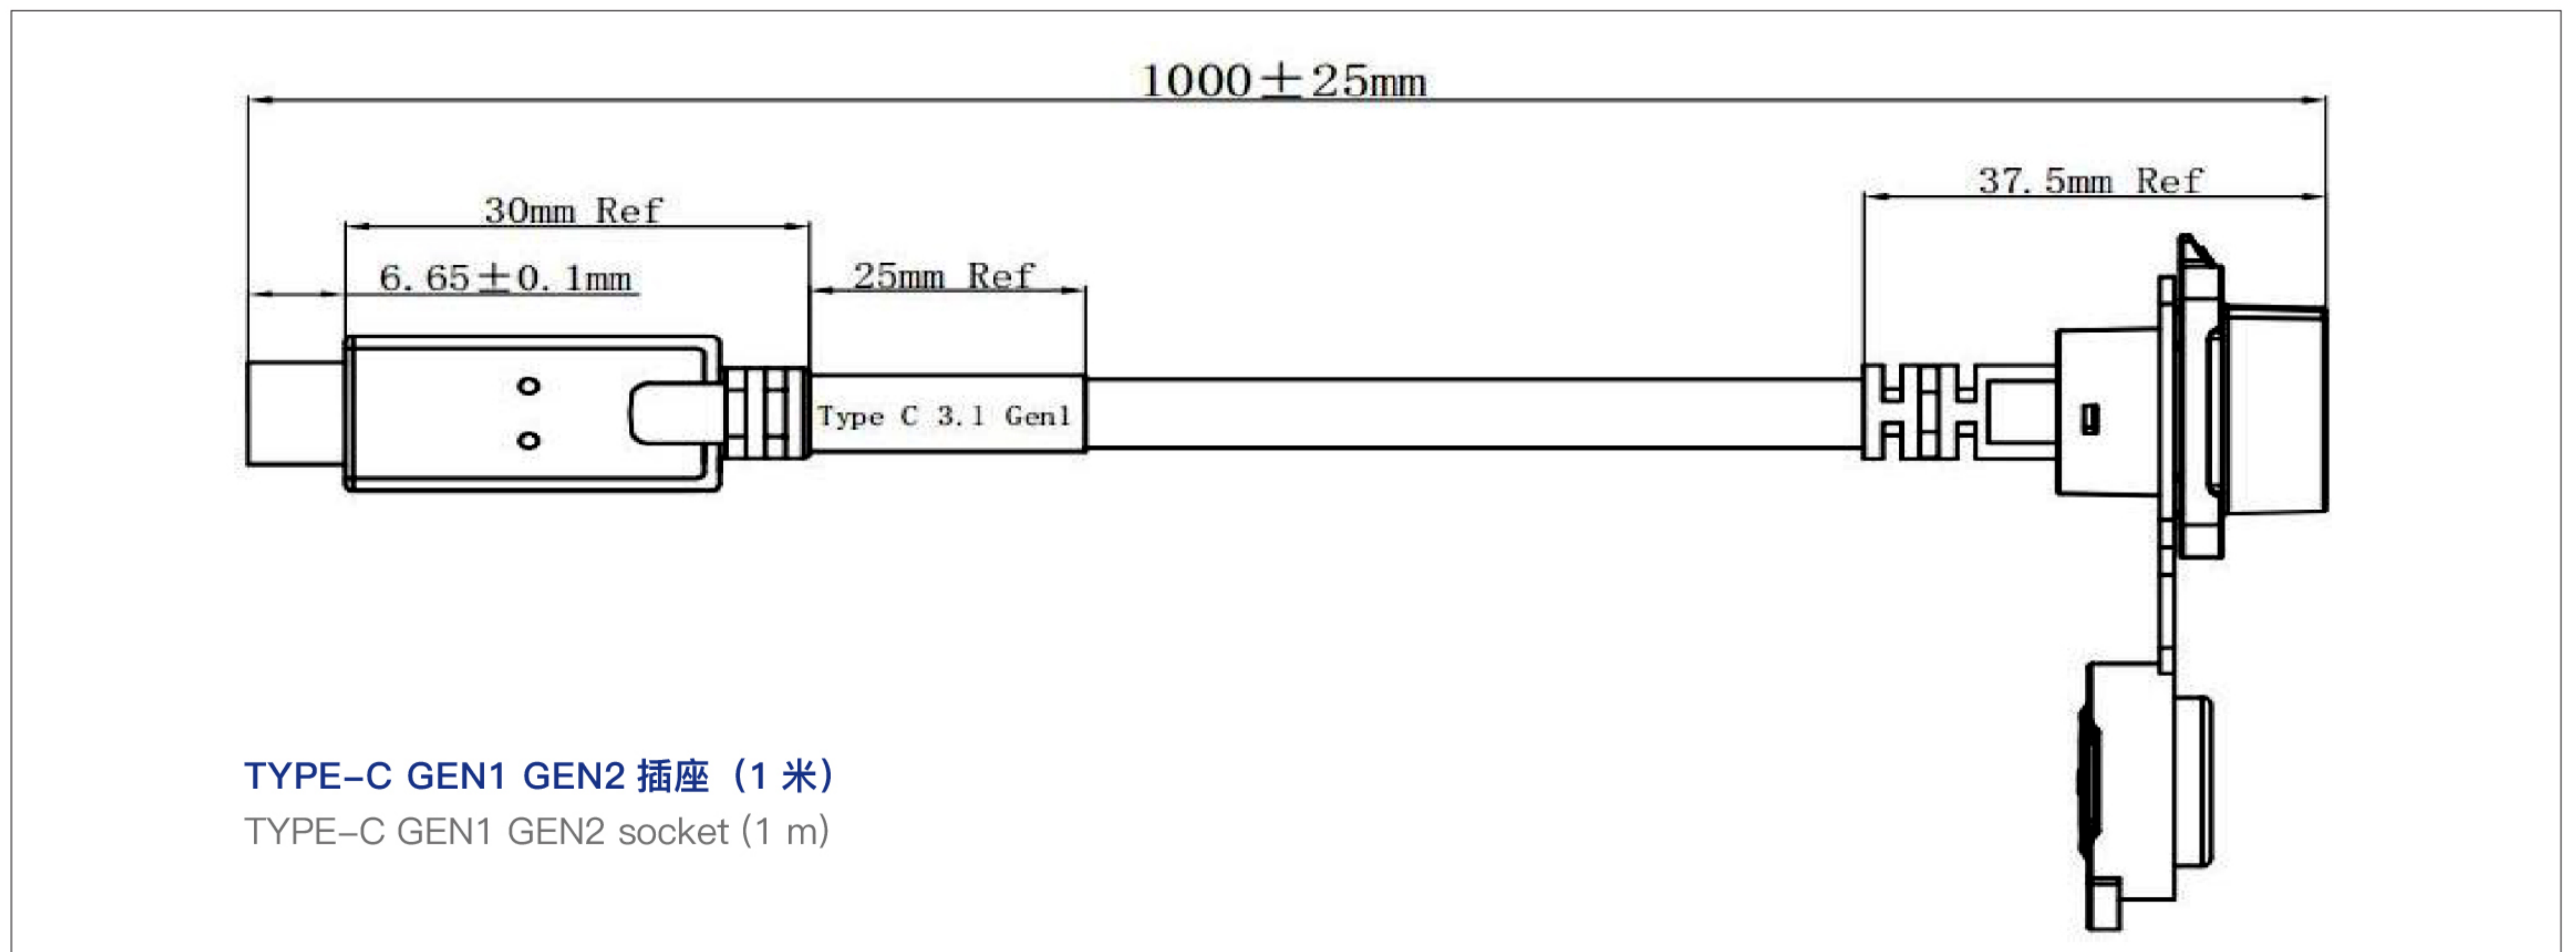 1000±25mm
37.5mm Ref
30mm Ref
6.65±0.1mm
25mm Ref
Type C 3.1 Gen1
TYPE-C GEN1 GEN2 插座（1 米）
TYPE-C GEN1 GEN2 socket (1 m)